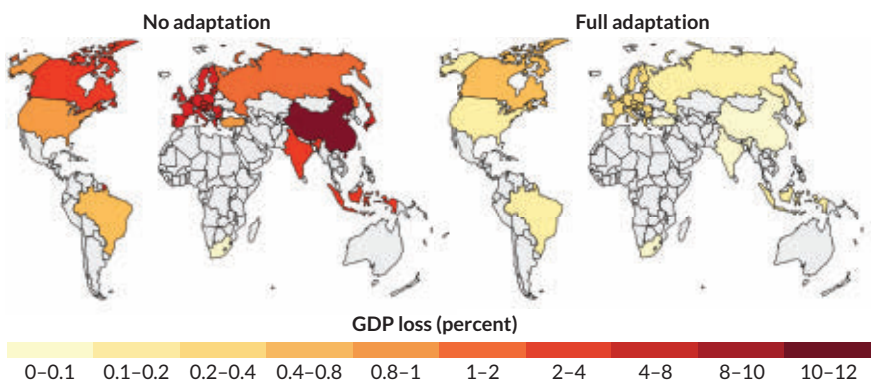 No adaptation
Full adaptation
GDP loss (percent)
0–0.1 0.1–0.2 0.2–0.4 0.4–0.8 0.8–1 1–2 2–4 4–8 8–10 10–12